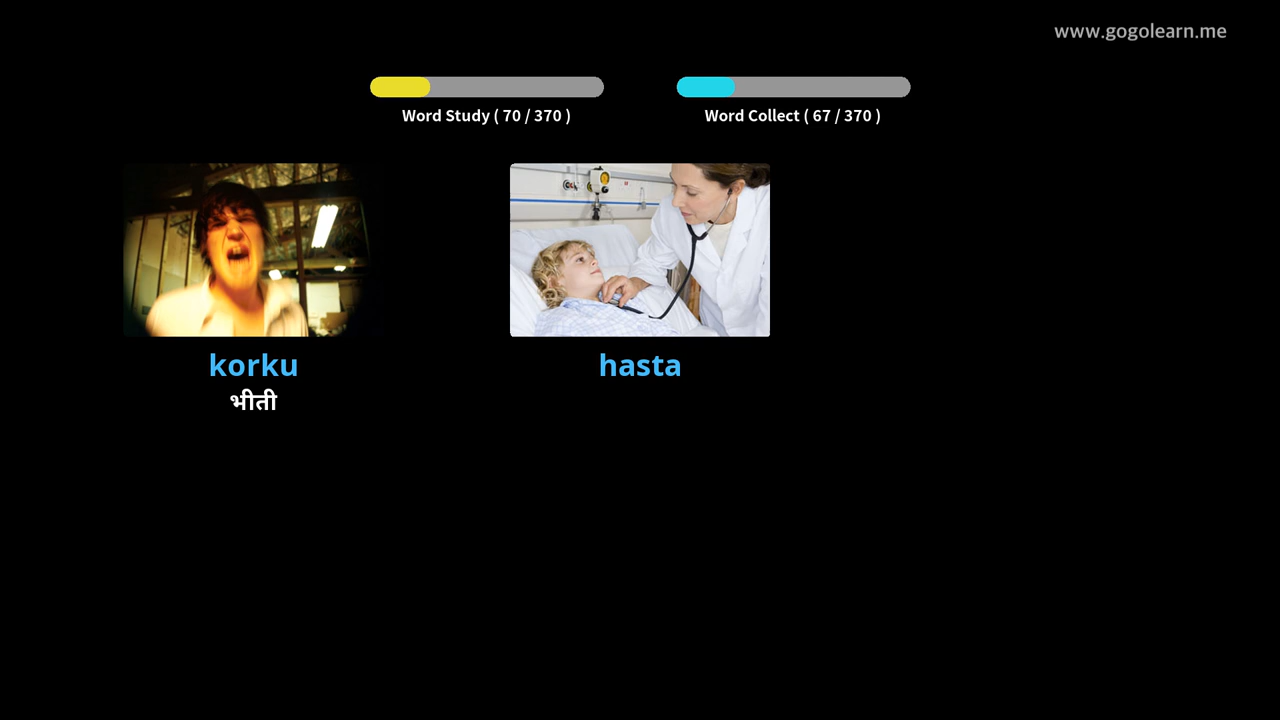 www.gogolearn.me
Word Study ( 70 / 370 )
Word Collect ( 67 / 370 )
korku
भीती
hasta